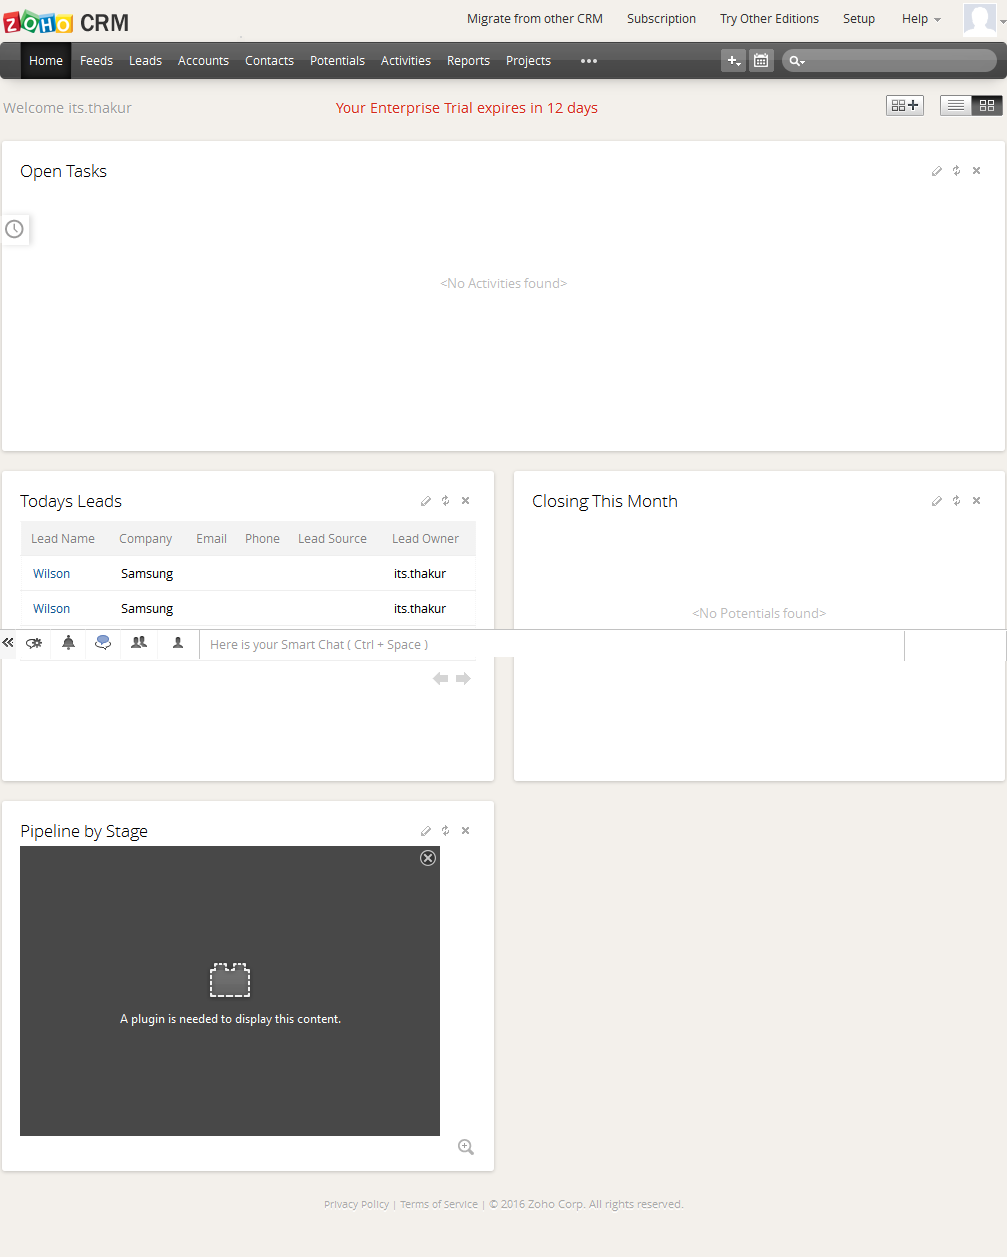 ZOHO CRM
Migrate from other CRM Subscription Try Other Editions Setup Help
Home Feeds Leads Accounts Contacts Potentials Activities Reports Projects
Welcome its.thakur
Your Enterprise Trial expires in 12 days
Open Tasks
<No Activities found>
Todays Leads
Lead Name Company Email Phone Lead Source Lead Owner
Wilson Samsung its.thakur
Wilson Samsung its.thakur
Closing This Month
<No Potentials found>
Here is your Smart Chat ( Ctrl + Space )
Pipeline by Stage
A plugin is needed to display this content.
Privacy Policy | Terms of Service | © 2016 Zoho Corp. All rights reserved.